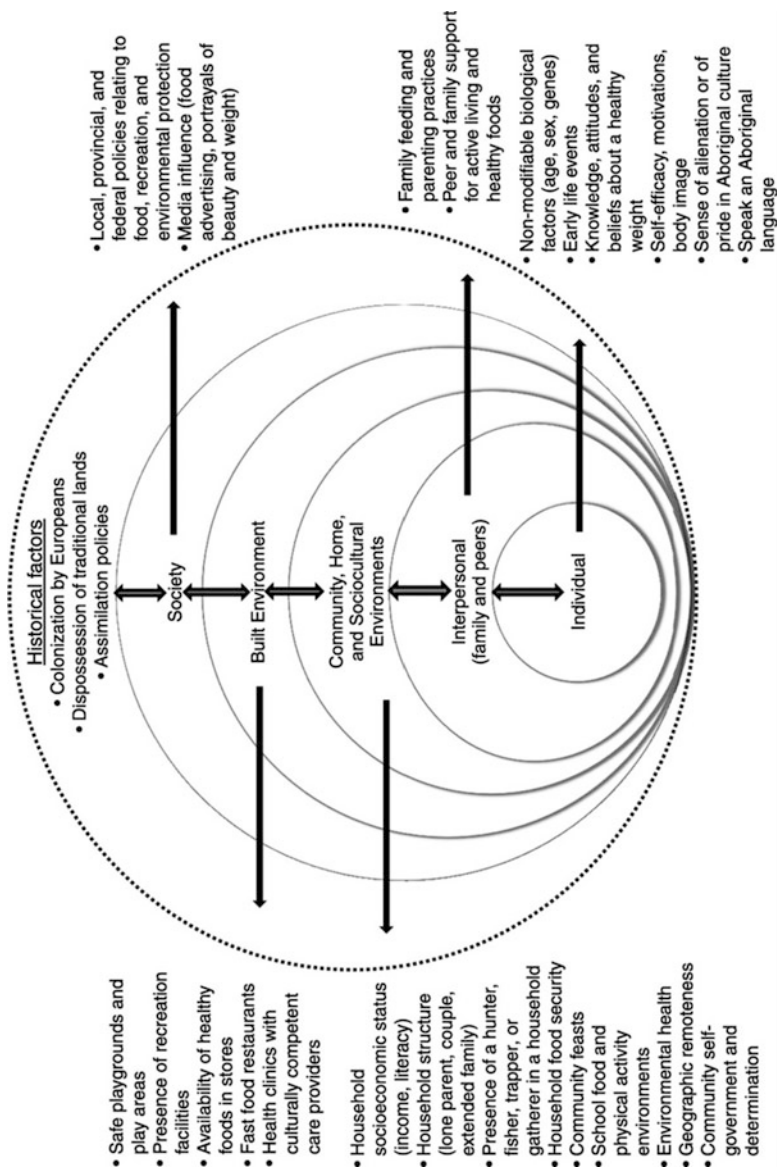 Historical factors
• Colonization by Europeans
• Dispossession of traditional lands
• Assimilation policies
Society
Built Environment
Community, Home,
and Sociocultural
Environments
Interpersonal
(family and peers)
Individual
• Safe playgrounds and
play areas
• Presence of recreation
facilities
• Availability of healthy
foods in stores
• Fast food restaurants
• Health clinics with
culturally competent
care providers
• Household
socioeconomic status
(income, literacy)
• Household structure
(lone parent, couple,
extended family)
• Presence of a hunter,
fisher, trapper, or
gatherer in a household
• Household food security
• Community feasts
• School food and
physical activity
environments
• Environmental health
• Geographic remoteness
• Community self-
government and
determination
• Local, provincial, and
federal policies relating to
food, recreation, and
environmental protection
• Media influence (food
advertising, portrayals of
beauty and weight)
• Family feeding and
parenting practices
• Peer and family support
for active living and
healthy foods
• Non-modifiable biological
factors (age, sex, genes)
• Early life events
• Knowledge, attitudes, and
beliefs about a healthy
weight
• Self-efficacy, motivations,
body image
• Sense of alienation or of
pride in Aboriginal culture
• Speak an Aboriginal
language